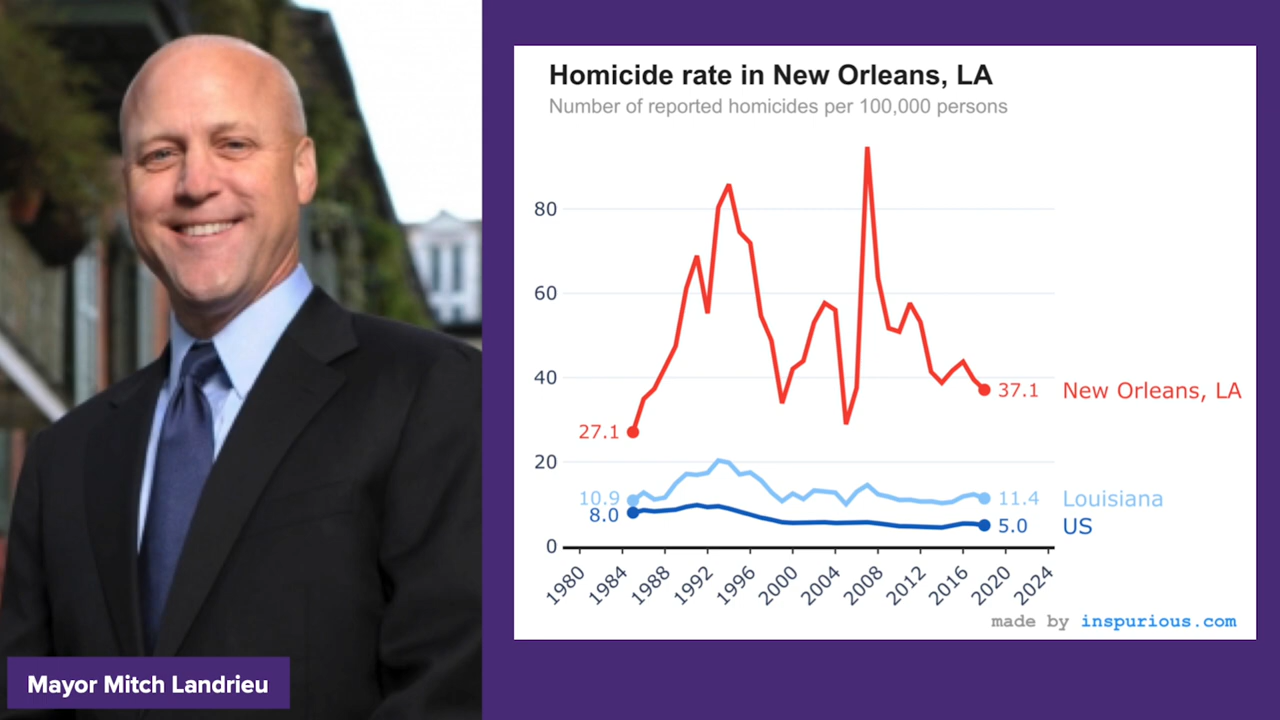 Mayor Mitch Landrieu
Homicide rate in New Orleans, LA
Number of reported homicides per 100,000 persons
80
60
40
20
0
27.1
10.9
8.0
37.1 New Orleans, LA
11.4 Louisiana
5.0 US
1980 1984 1988 1992 1996 2000 2004 2008 2012 2016 2020 2024
made by inspurious.com